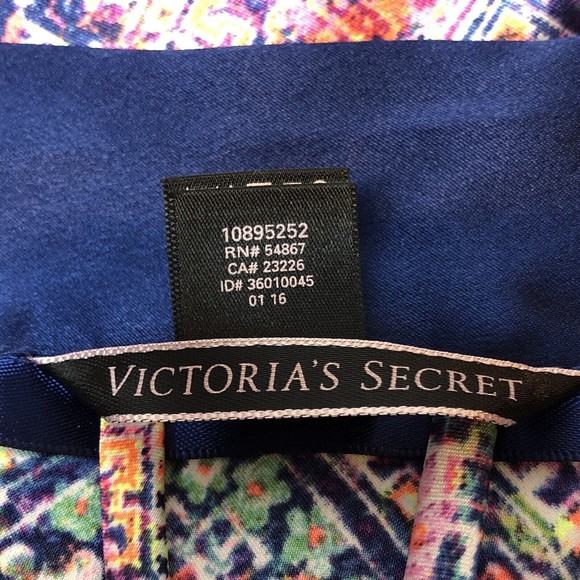 10895252
RN# 54867
CA# 23226
ID# 36010045
01 16
VICTORIA'S SECRET